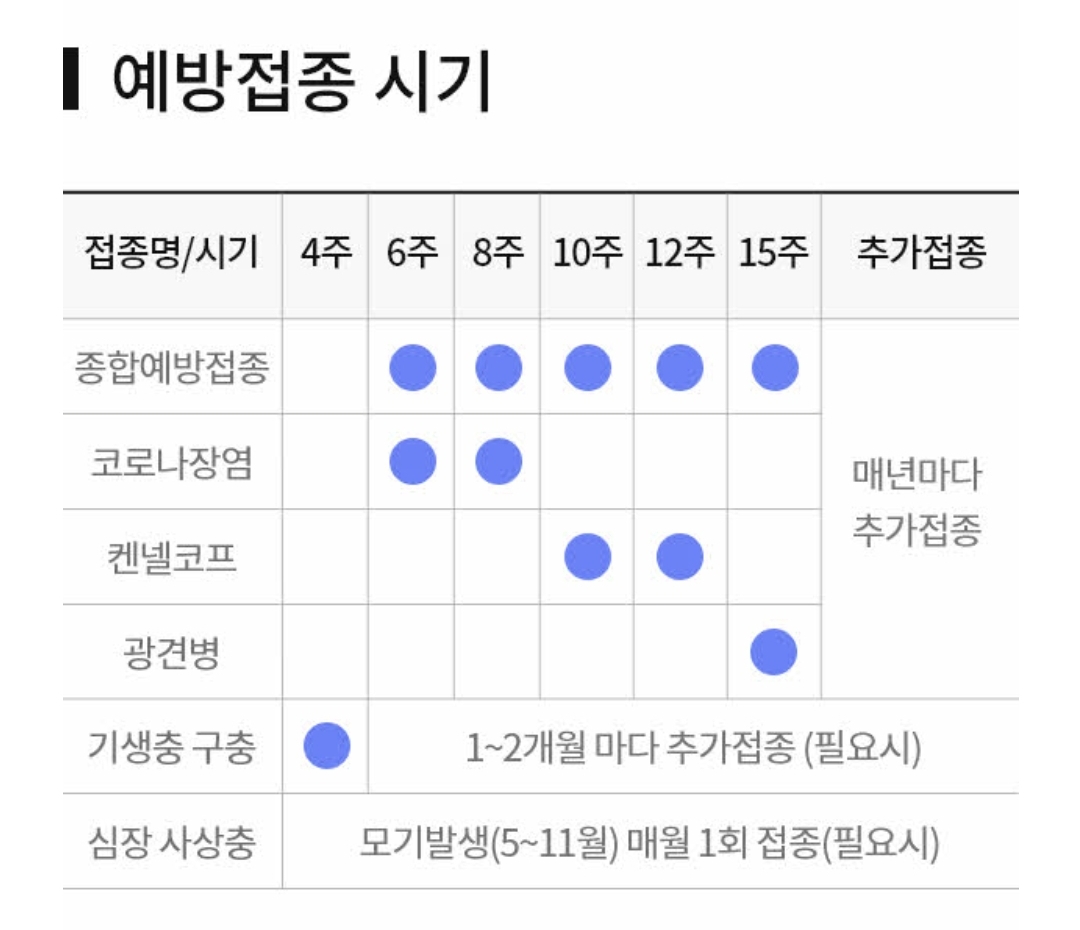 예방접종 시기
접종명/시기 4주 6주 8주 10주 12주 15주 추가접종
종합예방접종
코로나장염
켄넬코프
광견병
매년마다
추가접종
기생충 구충 1~2개월 마다 추가접종 (필요시)
심장 사상충 모기발생(5~11월) 매월 1회 접종(필요시)